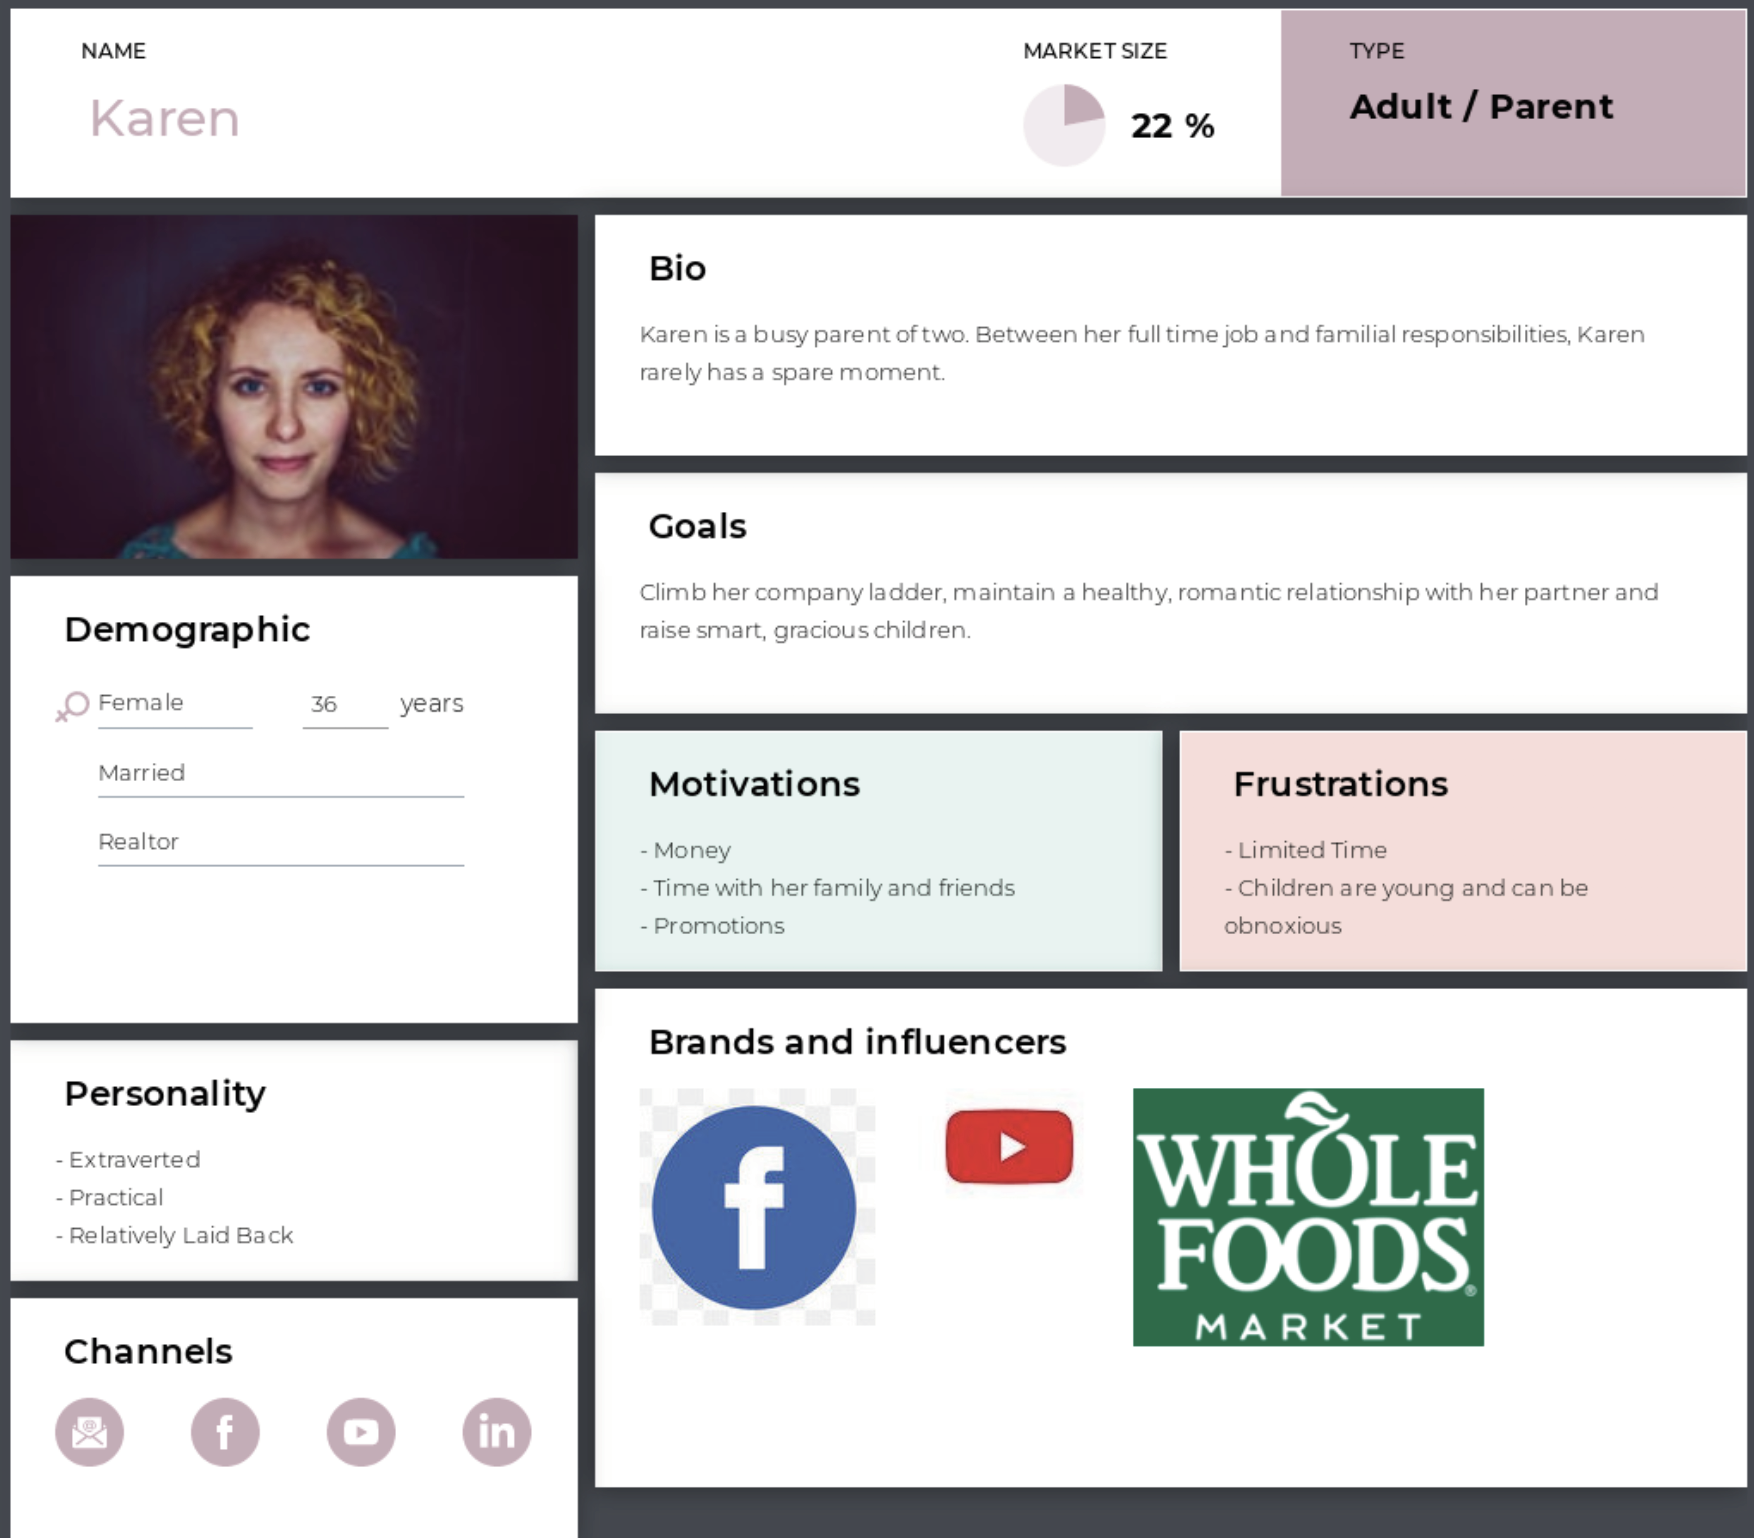 NAME
Karen
MARKET SIZE
22 %
TYPE
Adult / Parent
Bio
Karen is a busy parent of two. Between her full time job and familial responsibilities, Karen
rarely has a spare moment.
Goals
Climb her company ladder, maintain a healthy, romantic relationship with her partner and
raise smart, gracious children.
Demographic
Female 36 years
Married
Realtor
Motivations
- Money
- Time with her family and friends
- Promotions
Frustrations
- Limited Time
- Children are young and can be
obnoxious
Personality
- Extraverted
- Practical
- Relatively Laid Back
Brands and influencers
f
WHOLE
FOODS
MARKET
®
Channels
@
f
in